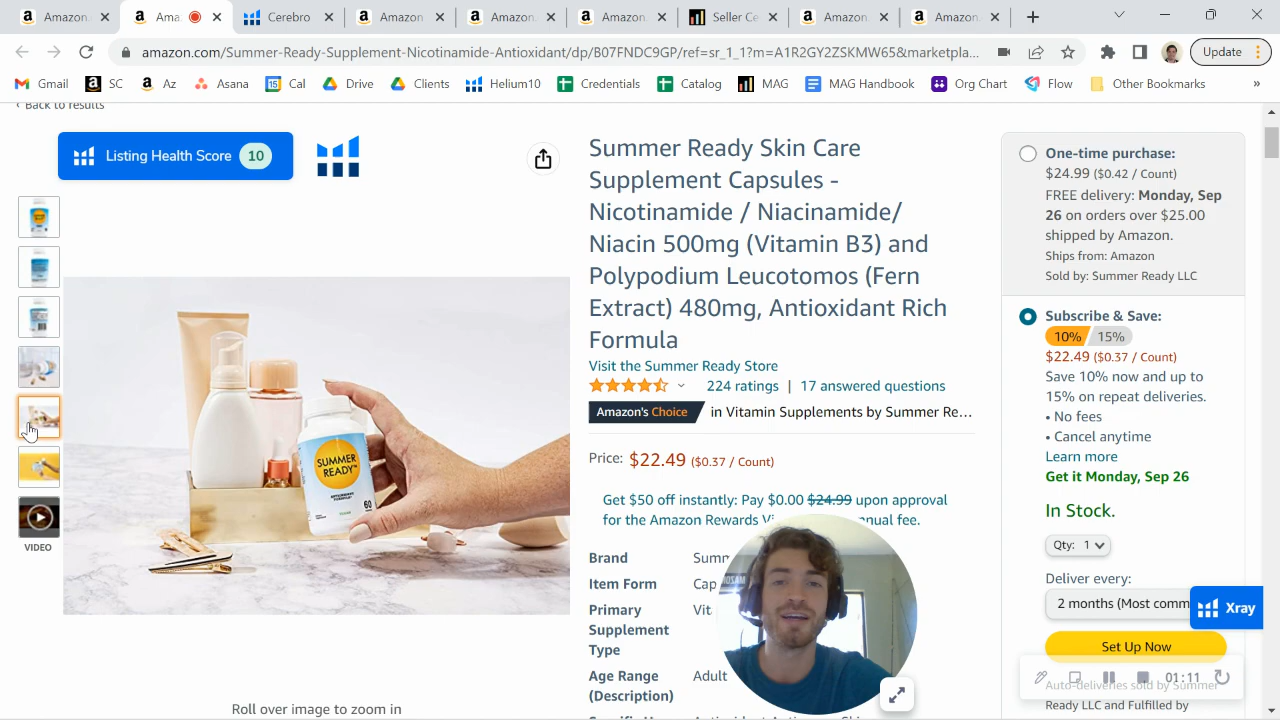 Amazon.
Ama
Cerebro
Amazon
Amazon.
Amazon.
Seller Ce
Amazon.
Amazon.
amazon.com/Summer-Ready-Supplement-Nicotinamide-Antioxidant/dp/B07FNDC9GP/ref=sr_1_1?m=A1R2GY2ZSKMW65&marketpla...
Update
Gmail
SC
Az
Asana
15
Cal
Drive
Clients
Helium10
Credentials
Catalog
MAG
MAG Handbook
Org Chart
Flow
Other Bookmarks
»
‹ Back to results
Listing Health Score 10
VIDEO
SUMMER
READY™
60
Roll over image to zoom in
Summer Ready Skin Care
Supplement Capsules -
Nicotinamide / Niacinamide/
Niacin 500mg (Vitamin B3) and
Polypodium Leucotomos (Fern
Extract) 480mg, Antioxidant Rich
Formula
Visit the Summer Ready Store
224 ratings | 17 answered questions
Amazon's Choice in Vitamin Supplements by Summer Re...
Price: $22.49 ($0.37 / Count)
Get $50 off instantly: Pay $0.00 $24.99 upon approval
for the Amazon Rewards Vi nual fee.
Brand Summ
Item Form Cap
Primary Vit
Supplement
Type
Age Range Adult
(Description)
One-time purchase:
$24.99 ($0.42 / Count)
FREE delivery: Monday, Sep
26 on orders over $25.00
shipped by Amazon.
Ships from: Amazon
Sold by: Summer Ready LLC
Subscribe & Save:
10% 15%
$22.49 ($0.37 / Count)
Save 10% now and up to
15% on repeat deliveries.
• No fees
• Cancel anytime
Learn more
Get it Monday, Sep 26
In Stock.
Qty: 1
Deliver every:
2 months (Most comm
Xray
Set Up Now
01:11
Auto-deliveries sold by Summer
Ready LLC and Fulfilled by